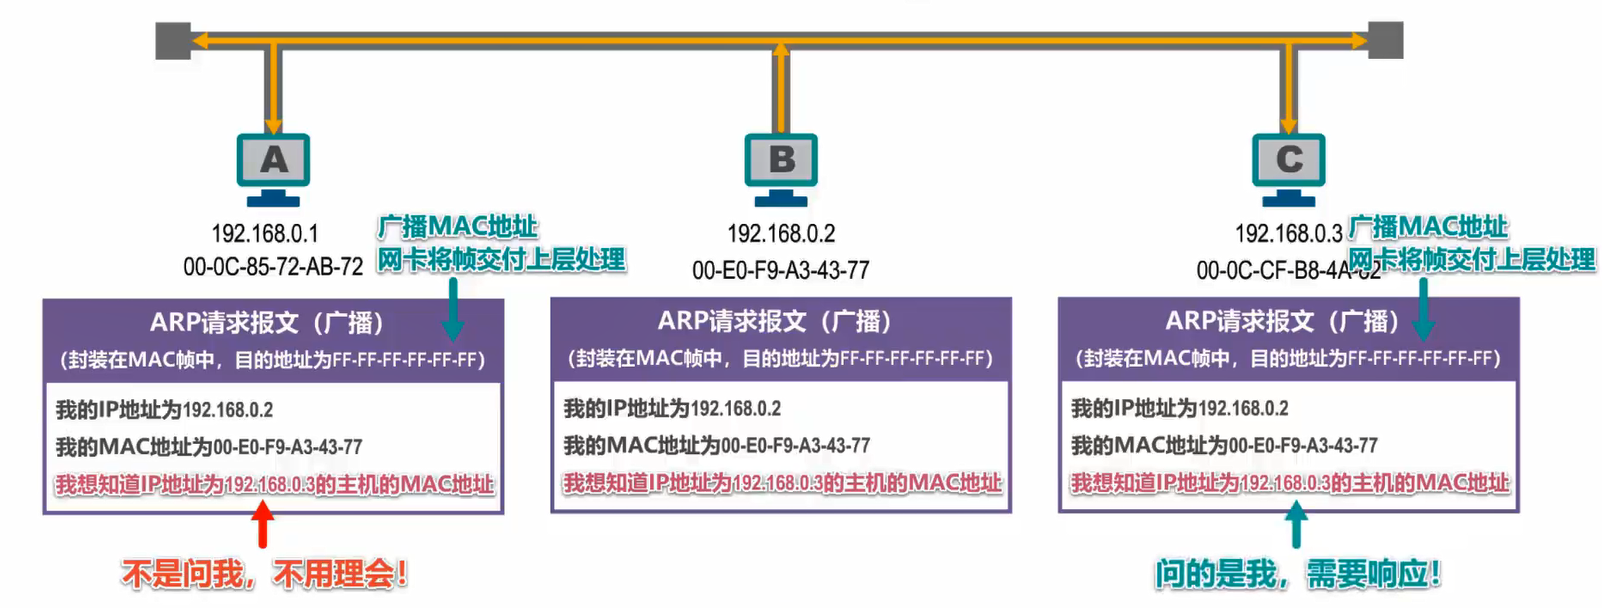 A
B
C
192.168.0.1
00-0C-85-72-AB-72
广播MAC地址
网卡将帧交付上层处理
192.168.0.2
00-E0-F9-A3-43-77
192.168.0.3
广播MAC地址
网卡将帧交付上层处理
ARP请求报文（广播）
（封装在MAC帧中，目的地址为FF-FF-FF-FF-FF-FF）
我的IP地址为192.168.0.2
我的MAC地址为00-E0-F9-A3-43-77
我想知道IP地址为192.168.0.3的主机的MAC地址
不是问我，不用理会！
ARP请求报文（广播）
（封装在MAC帧中，目的地址为FF-FF-FF-FF-FF-FF）
我的IP地址为192.168.0.2
我的MAC地址为00-E0-F9-A3-43-77
我想知道IP地址为192.168.0.3的主机的MAC地址
ARP请求报文（广播）
（封装在MAC帧中，目的地址为FF-FF-FF-FF-FF-FF）
我的IP地址为192.168.0.2
我的MAC地址为00-E0-F9-A3-43-77
我想知道IP地址为192.168.0.3的主机的MAC地址
问的是我，需要响应！